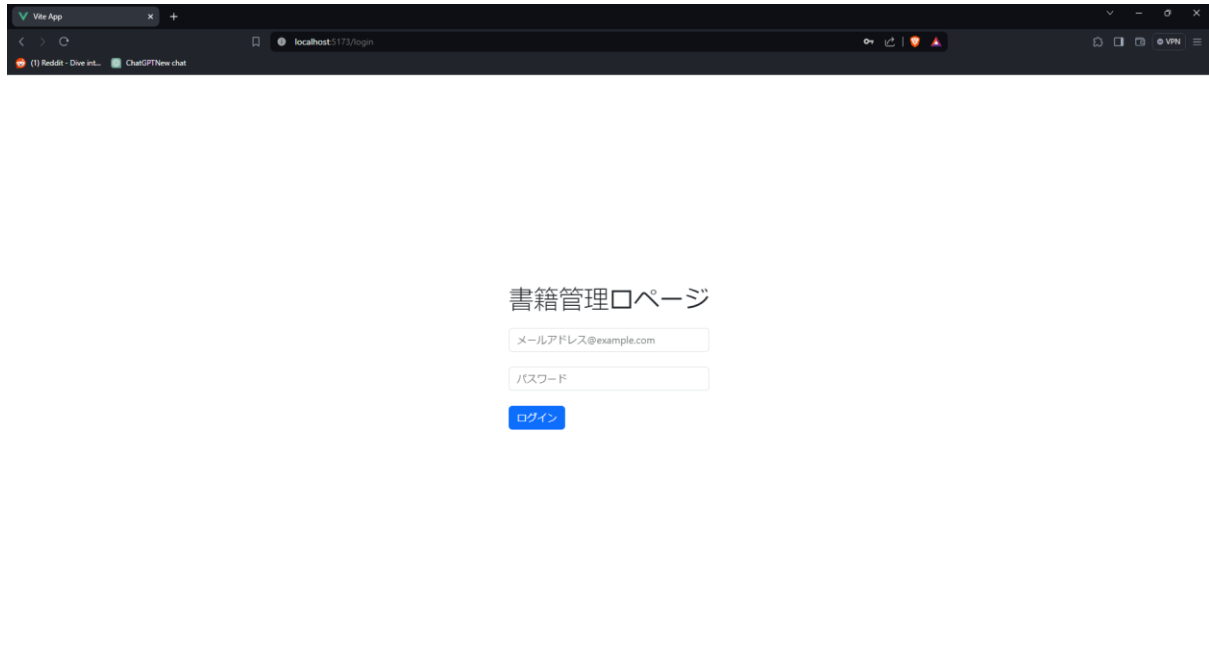 Vite App
localhost:5173/login
VPN
(1) Reddit - Dive int... ChatGPTNew chat
書籍管理ロページ
メールアドレス@example.com
パスワード
ログイン